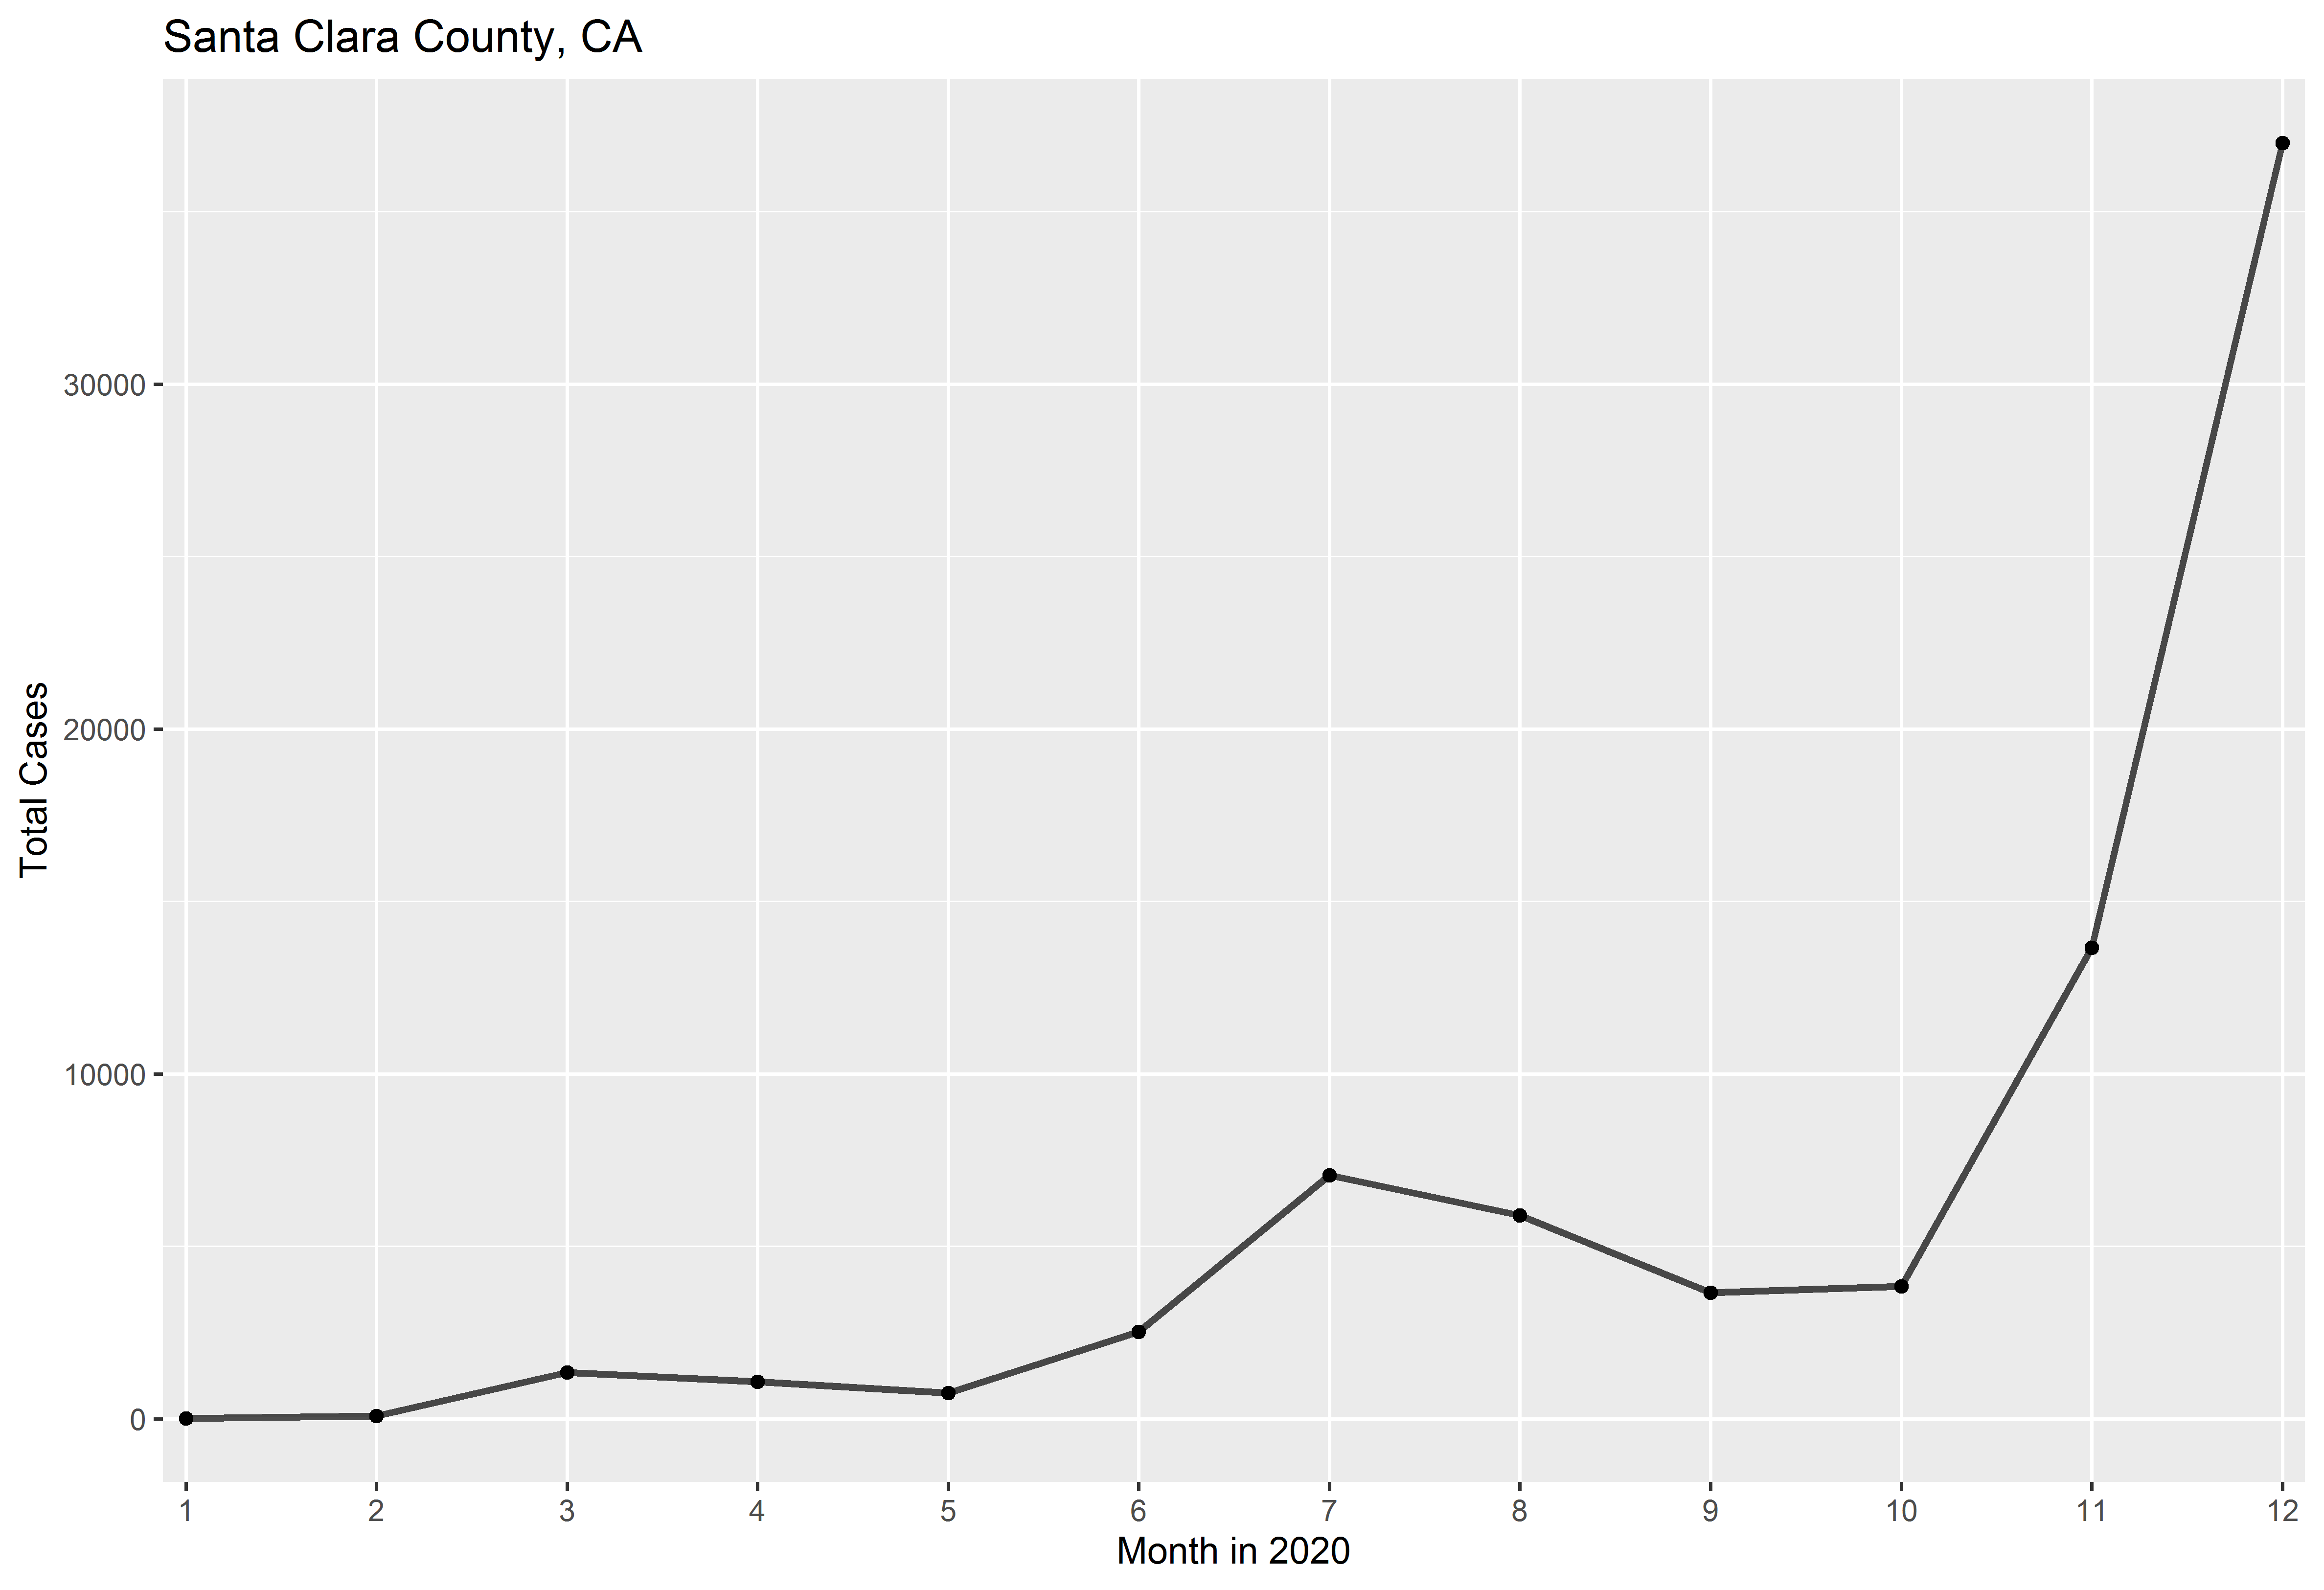 Santa Clara County, CA
Total Cases
30000
20000
10000
0
1 2 3 4 5 6 7 8 9 10 11 12
Month in 2020